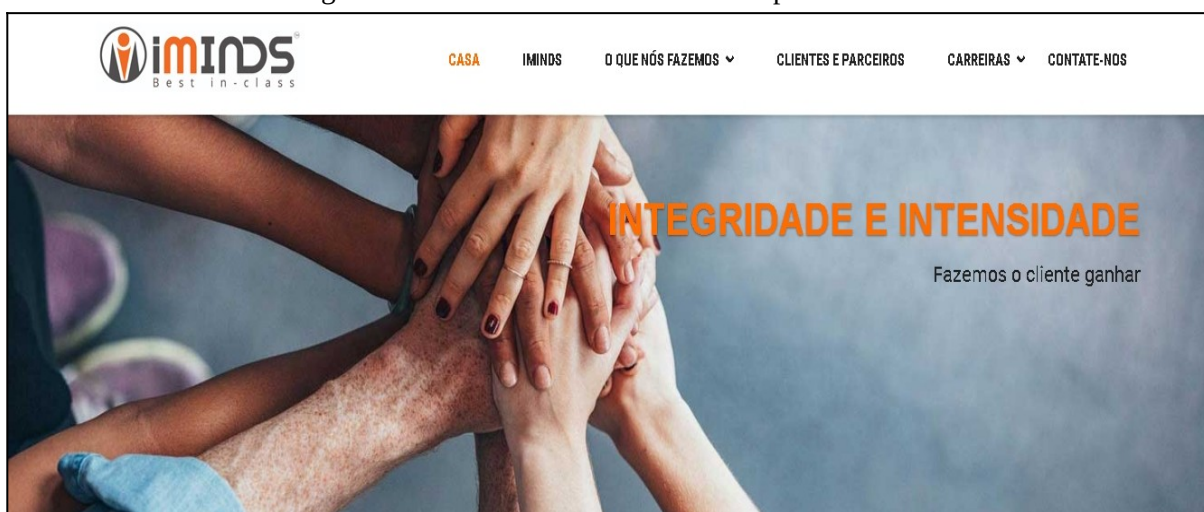 iMINDS®
Best in-class
CASA IMINDS O QUE NÓS FAZEMOS CLIENTES E PARCEIROS CARREIRAS CONTATE-NOS
INTEGRIDADE E INTENSIDADE
Fazemos o cliente ganhar